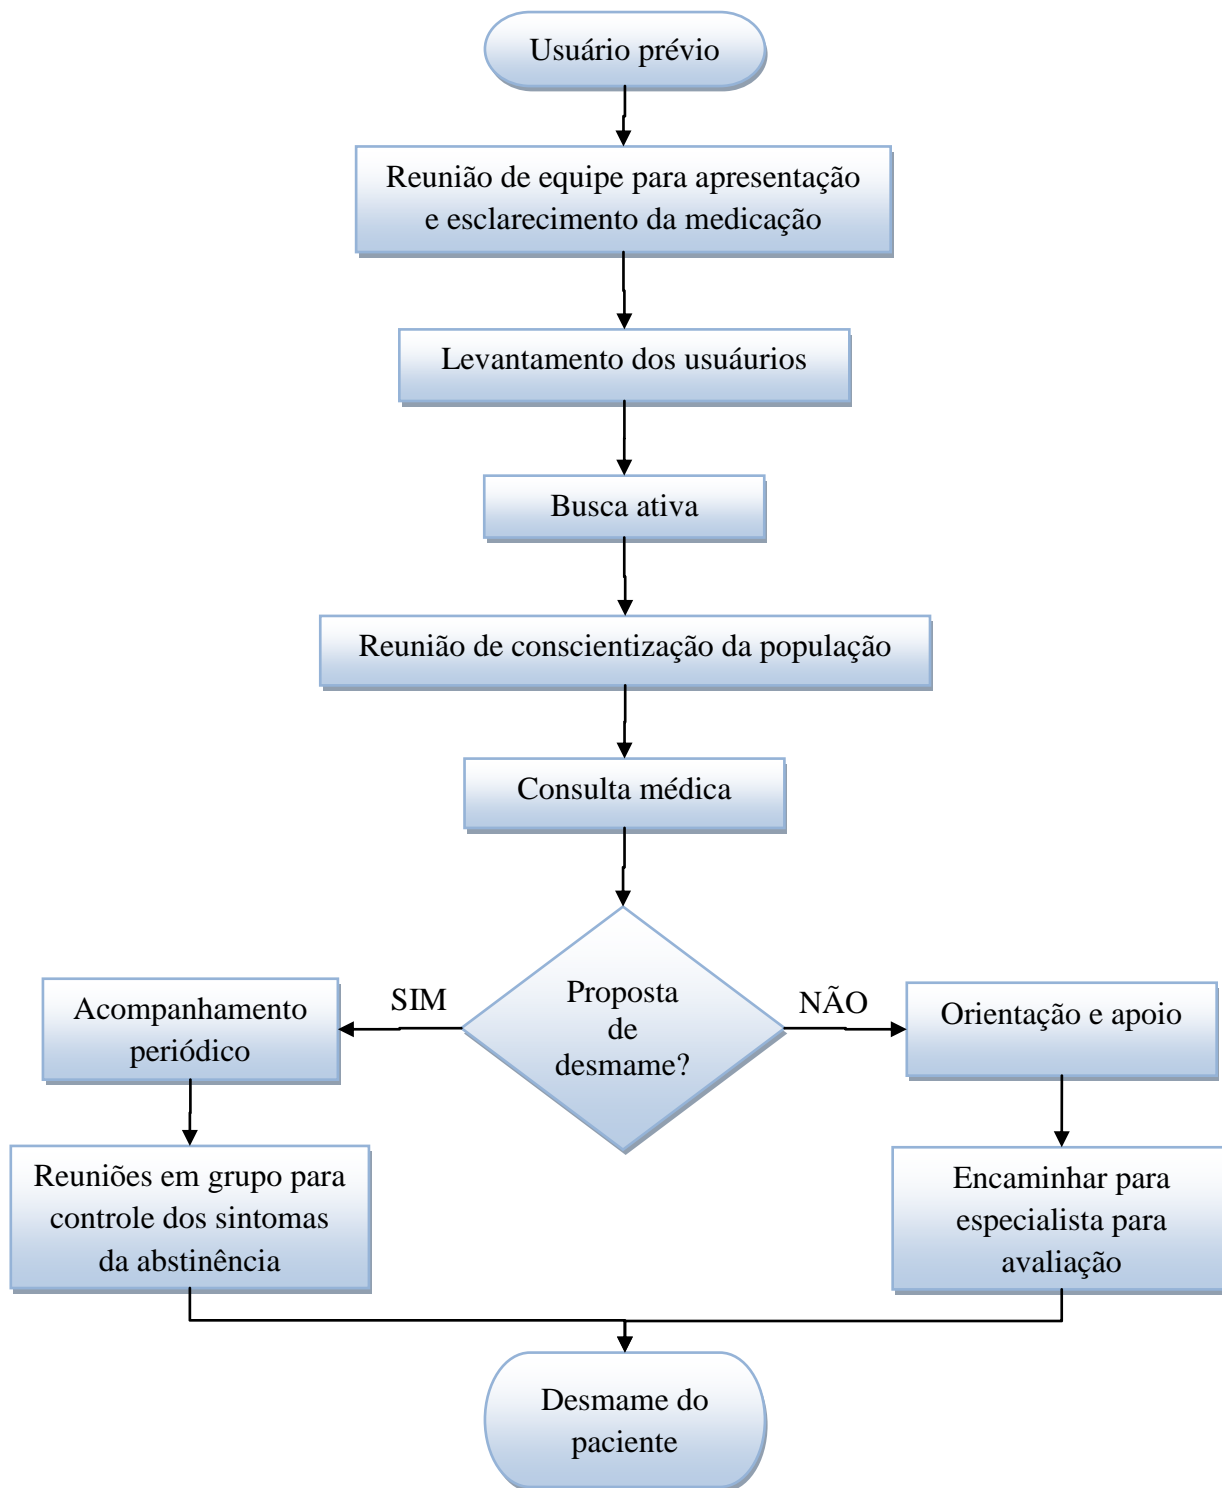 Usuário prévio
Reunião de equipe para apresentação
e esclarecimento da medicação
Levantamento dos usuáurios
Busca ativa
Reunião de conscientização da população
Consulta médica
Proposta
de
desmame?
SIM
NÃO
Acompanhamento
periódico
Orientação e apoio
Reuniões em grupo para
controle dos sintomas
da abstinência
Encaminhar para
especialista para
avaliação
Desmame do
paciente